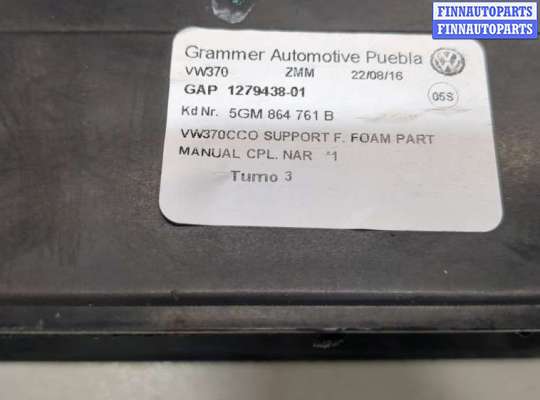 FINNAUTOPARTS
FINNAUTOPARTS
Grammer Automotive Puebla
VW370 ZMM 22/08/16
GAP 1279438-01 05S
Kd Nr. 5GM 864 761 B
VW370CCO SUPPORT F. FOAM PART
MANUAL CPL. NAR *1
Turno 3